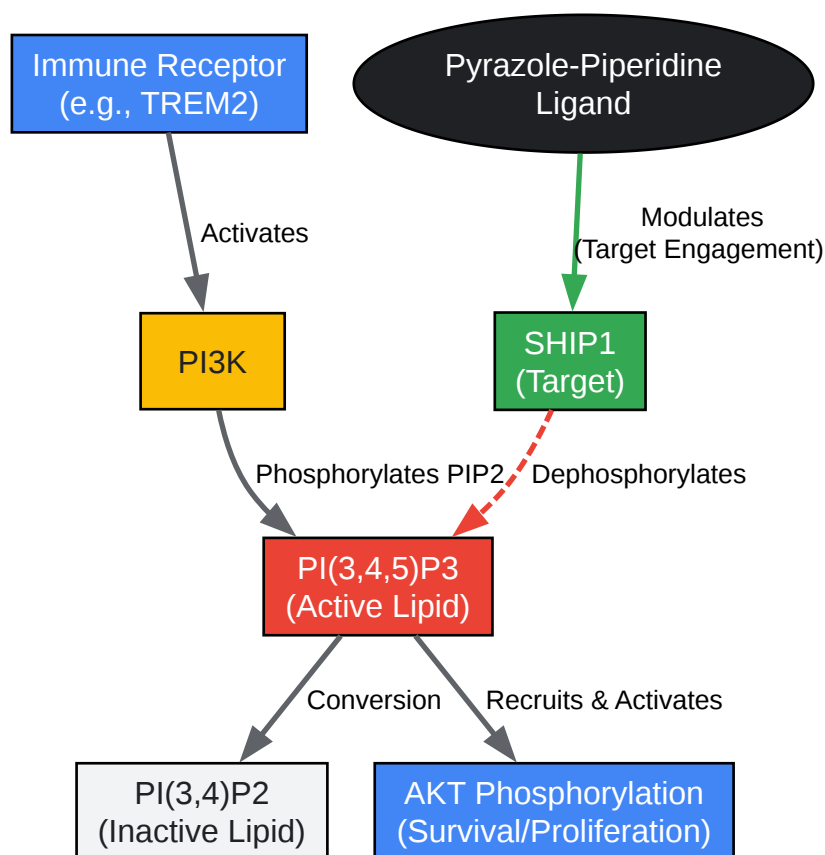 Immune Receptor
(e.g., TREM2)
Pyrazole-Piperidine
Ligand
Activates
Modulates
(Target Engagement)
PI3K
SHIP1
(Target)
Phosphorylates PIP2
Dephosphorylates
PI(3,4,5)P3
(Active Lipid)
Conversion
Recruits & Activates
PI(3,4)P2
(Inactive Lipid)
AKT Phosphorylation
(Survival/Proliferation)